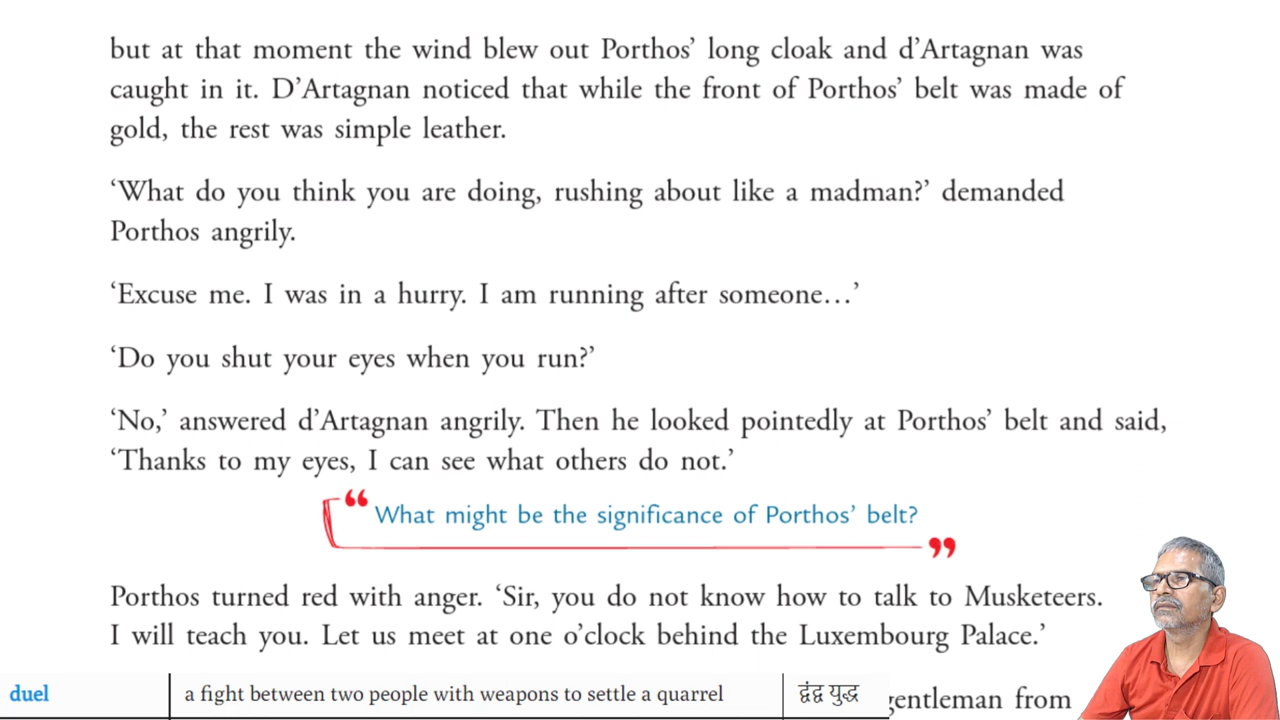 but at that moment the wind blew out Porthos’ long cloak and d’Artagnan was
caught in it. D’Artagnan noticed that while the front of Porthos’ belt was made of
gold, the rest was simple leather.
‘What do you think you are doing, rushing about like a madman?’ demanded
Porthos angrily.
‘Excuse me. I was in a hurry. I am running after someone…’
‘Do you shut your eyes when you run?’
‘No,’ answered d’Artagnan angrily. Then he looked pointedly at Porthos’ belt and said,
‘Thanks to my eyes, I can see what others do not.’
“What might be the significance of Porthos’ belt?”
Porthos turned red with anger. ‘Sir, you do not know how to talk to Musketeers.
I will teach you. Let us meet at one o’clock behind the Luxembourg Palace.’
duel a fight between two people with weapons to settle a quarrel द्वंद्व युद्ध gentleman from